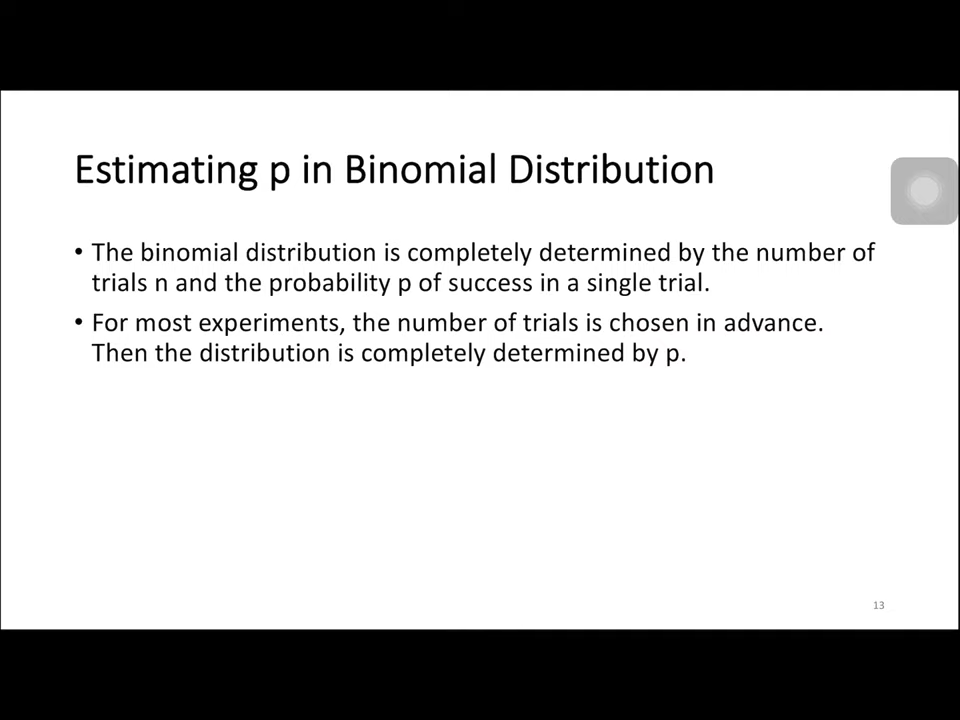 Estimating p in Binomial Distribution
• The binomial distribution is completely determined by the number of
trials n and the probability p of success in a single trial.
• For most experiments, the number of trials is chosen in advance.
Then the distribution is completely determined by p.
13